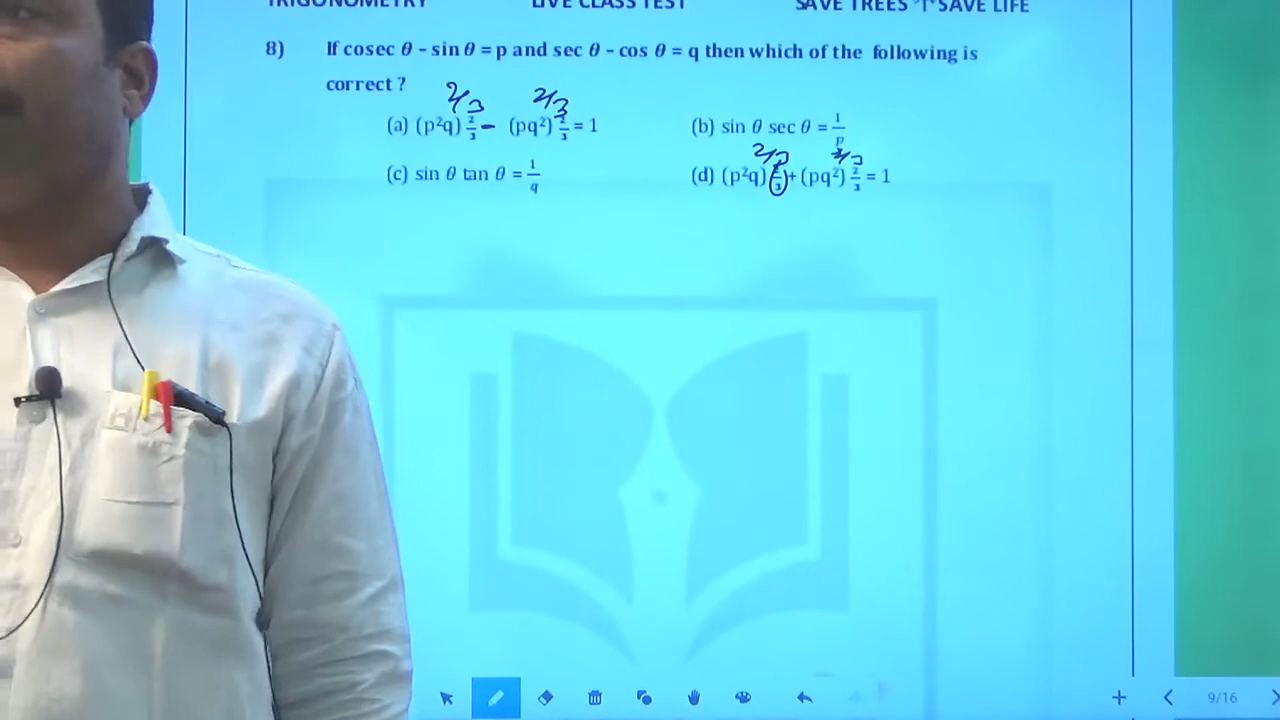 TRIGONOMETRY LIVE CLASS TEST SAVE TREES ↑ SAVE LIFE
8) If cosec θ – sin θ = p and sec θ – cos θ = q then which of the following is
correct ?
2/3 2/3
(a) (p²q) 2/3 – (pq²) 2/3 = 1 (b) sin θ sec θ = 1/p
2/3 2/3
(c) sin θ tan θ = 1/q (d) (p²q) 2/3 + (pq²) 2/3 = 1
9/16